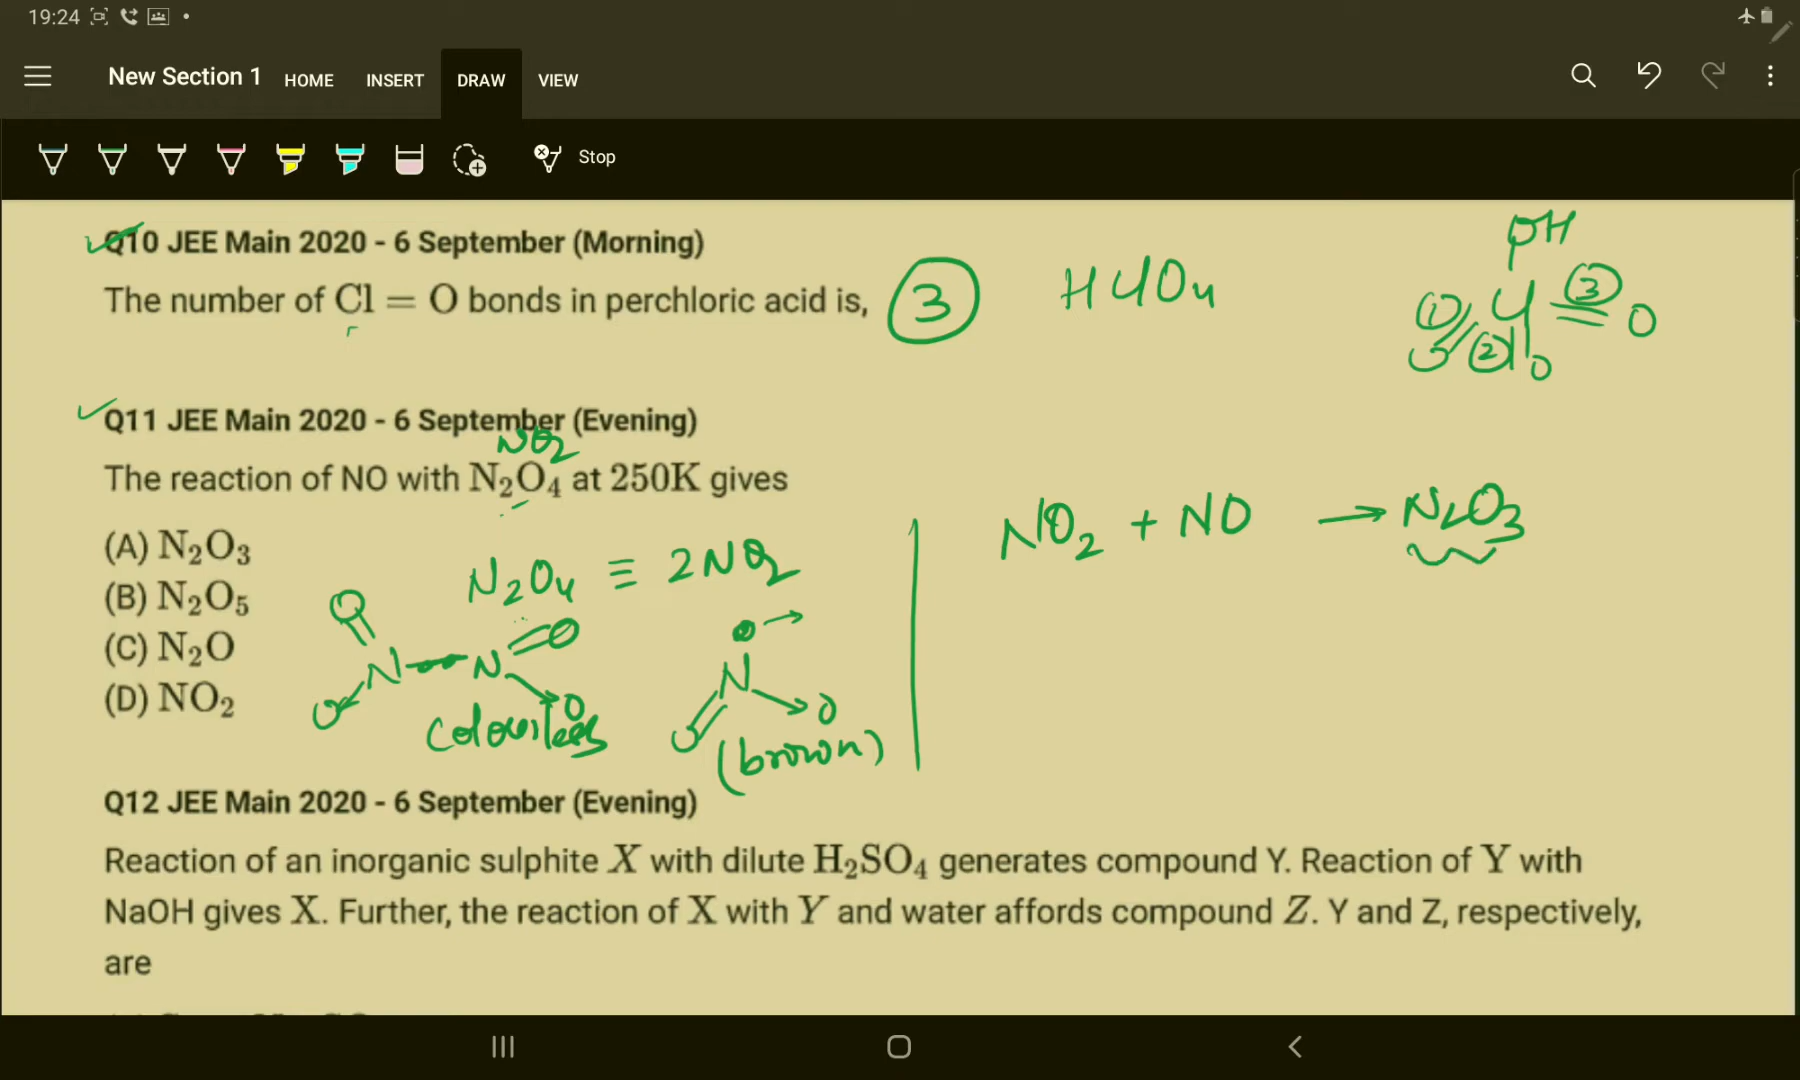 19:24
New Section 1 HOME INSERT DRAW VIEW
Stop
Q10 JEE Main 2020 - 6 September (Morning)
The number of Cl = O bonds in perchloric acid is, 3 HClO4
OH
Cl
(1) (2) (3)
O O O
Q11 JEE Main 2020 - 6 September (Evening)
NO2
The reaction of NO with N2O4 at 250K gives
NO2 + NO → N2O3
(A) N2O3
N2O4 ≡ 2NO2
(B) N2O5
(C) N2O
(D) NO2
O N N O
O O
colourless
N
O O
(brown)
Q12 JEE Main 2020 - 6 September (Evening)
Reaction of an inorganic sulphite X with dilute H2SO4 generates compound Y. Reaction of Y with
NaOH gives X. Further, the reaction of X with Y and water affords compound Z. Y and Z, respectively,
are